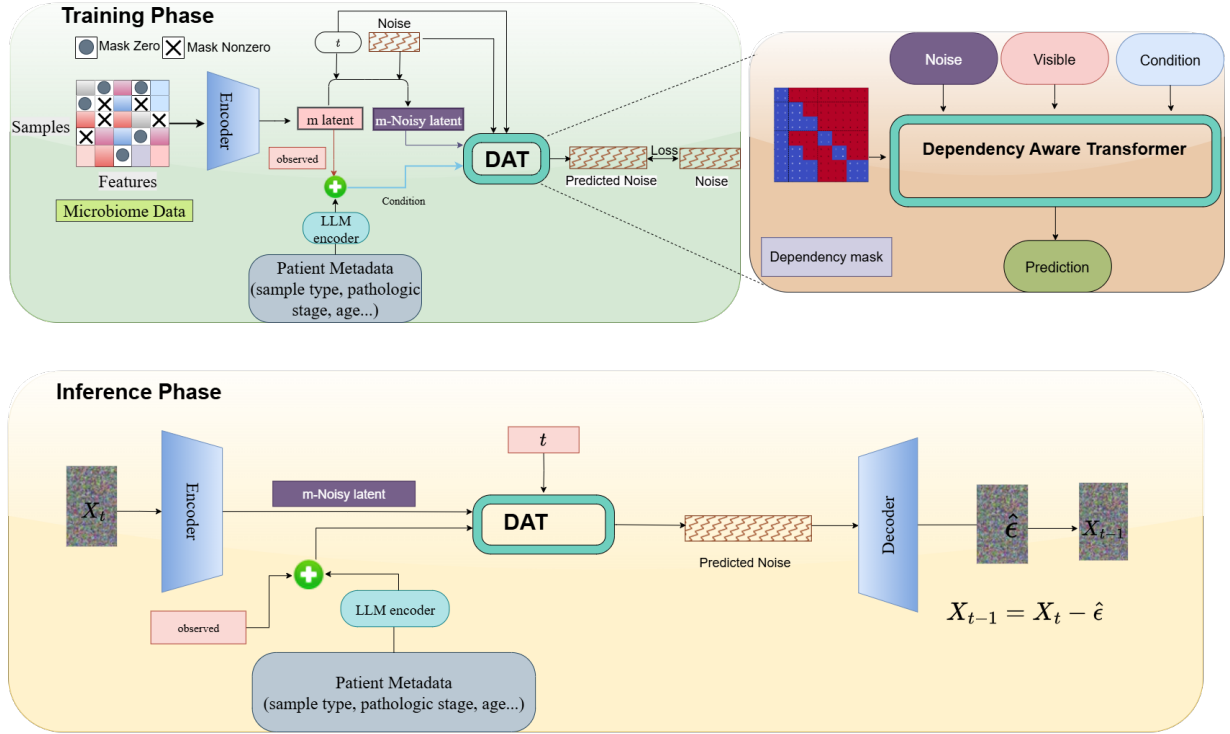 Training Phase
Mask Zero
Mask Nonzero
Samples
Features
Microbiome Data
Encoder
t
Noise
m latent
m-Noisy latent
observed
Condition
LLM
encoder
Patient Metadata
(sample type, pathologic
stage, age...)
DAT
Predicted Noise
Loss
Noise
Noise
Visible
Condition
Dependency Aware Transformer
Dependency mask
Prediction
Inference Phase
X_t
Encoder
m-Noisy latent
t
DAT
observed
LLM encoder
Patient Metadata
(sample type, pathologic stage, age...)
Predicted Noise
Decoder
ε̂
X_{t-1}
X_{t-1} = X_t - ε̂